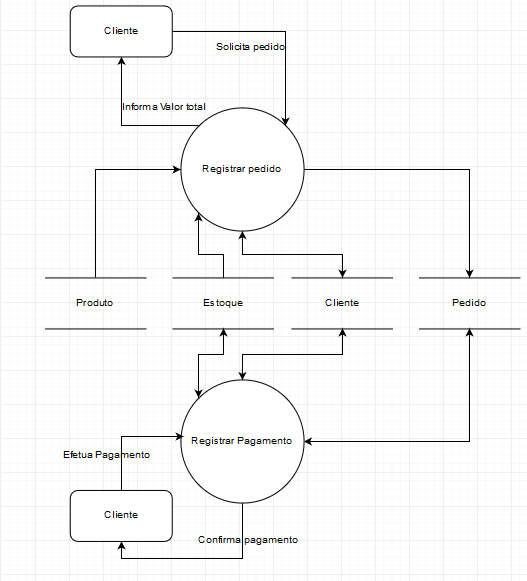 Cliente
Solicita pedido
Informa Valor total
Registrar pedido
Produto
Estoque
Cliente
Pedido
Registrar Pagamento
Efetua Pagamento
Cliente
Confirma pagamento